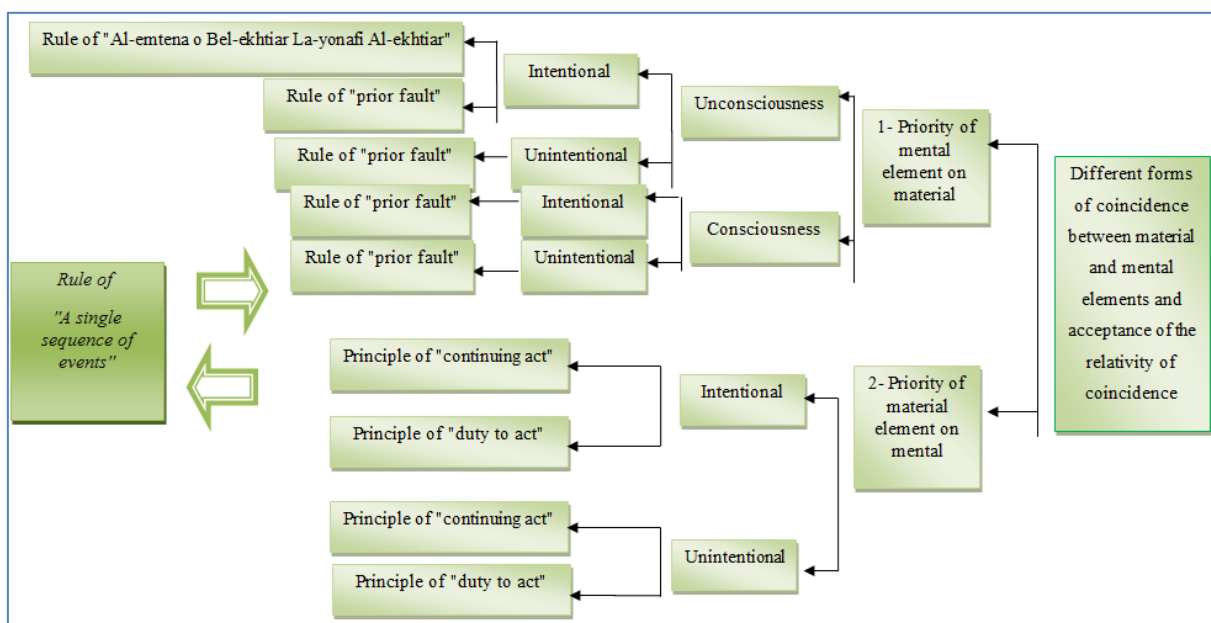 Rule of "Al-emtena o Bel-ekhtiar La-yonafi Al-ekhtiar"
Intentional
Rule of "prior fault"
Unconsciousness
Rule of "prior fault"
Unintentional
Rule of "prior fault"
Intentional
Consciousness
Rule of "prior fault"
Unintentional
1- Priority of
mental
element on
material
Different forms
of coincidence
between material
and mental
elements and
acceptance of the
relativity of
coincidence
Rule of
"A single
sequence of
events"
Principle of "continuing act"
Intentional
Principle of "duty to act"
2- Priority of
material
element on
mental
Principle of "continuing act"
Unintentional
Principle of "duty to act"